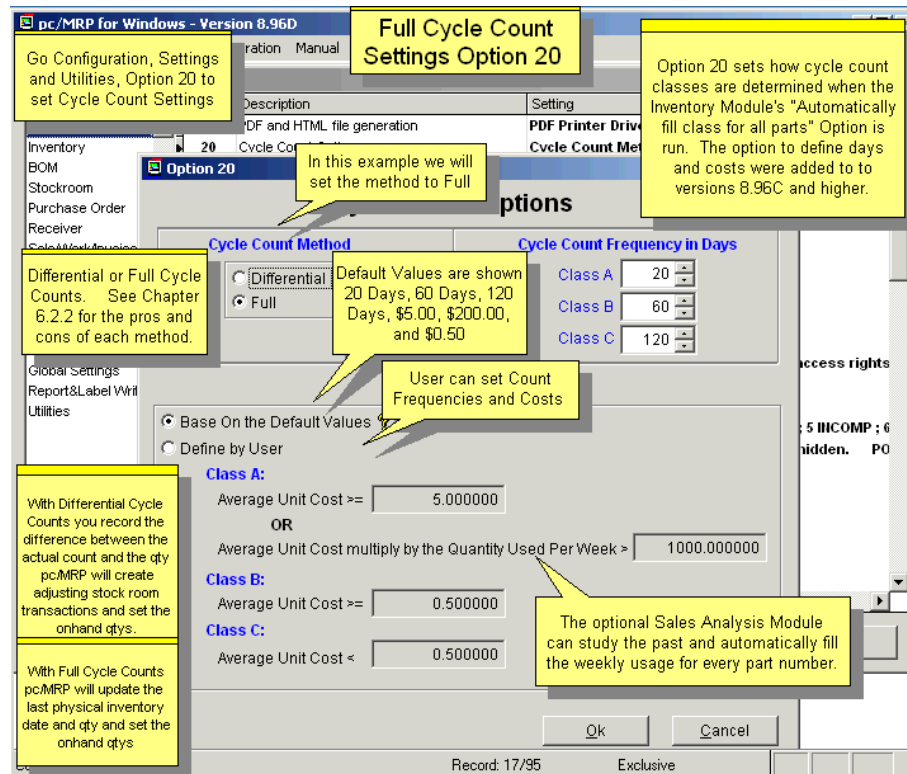 pc/MRP for Windows - Version 8.96D
Full Cycle Count
Settings Option 20
Go Configuration, Settings
and Utilities, Option 20 to
set Cycle Count Settings
ration Manual
Option 20 sets how cycle count
classes are determined when the
Inventory Module's "Automatically
fill class for all parts" Option is
run. The option to define days
and costs were added to to
versions 8.96C and higher.
Description Setting
PDF and HTML file generation PDF Printer Drive
20 Cycle Co Cycle Count Met
Inventory
BOM
Stockroom
Purchase Order
Receiver
Option 20
In this example we will
set the method to Full
ptions
Cycle Count Method
Differential
Full
Cycle Count Frequency in Days
Class A 20
Class B 60
Class C 120
Differential or Full Cycle
Counts. See Chapter
6.2.2 for the pros and
cons of each method.
Default Values are shown
20 Days, 60 Days, 120
Days, $5.00, $200.00,
and $0.50
Global Settings
Report&Label Writ
Utilities
access rights
; 5 INCOMP ; 6
hidden. PO
User can set Count
Frequencies and Costs
Base On the Default Values
Define by User
Class A:
Average Unit Cost >= 5.000000
OR
Average Unit Cost multiply by the Quantity Used Per Week > 1000.000000
Class B:
Average Unit Cost >= 0.500000
Class C:
Average Unit Cost < 0.500000
With Differential Cycle
Counts you record the
difference between the
actual count and the qty
pc/MRP will create
adjusting stock room
transactions and set the
onhand qtys.
With Full Cycle Counts
pc/MRP will update the
last physical inventory
date and qty and set the
onhand qtys
The optional Sales Analysis Module
can study the past and automatically fill
the weekly usage for every part number.
Ok Cancel
Record: 17/95 Exclusive